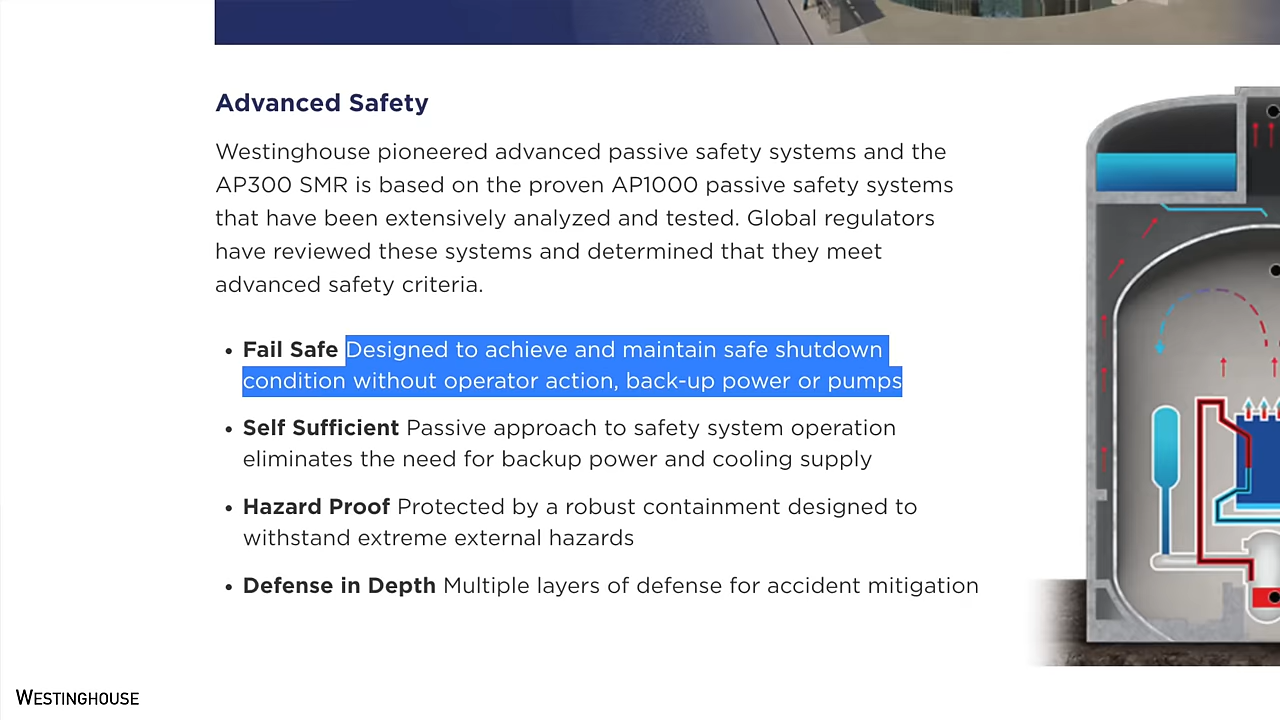 Advanced Safety
Westinghouse pioneered advanced passive safety systems and the
AP300 SMR is based on the proven AP1000 passive safety systems
that have been extensively analyzed and tested. Global regulators
have reviewed these systems and determined that they meet
advanced safety criteria.
• Fail Safe Designed to achieve and maintain safe shutdown
condition without operator action, back-up power or pumps
• Self Sufficient Passive approach to safety system operation
eliminates the need for backup power and cooling supply
• Hazard Proof Protected by a robust containment designed to
withstand extreme external hazards
• Defense in Depth Multiple layers of defense for accident mitigation
WESTINGHOUSE